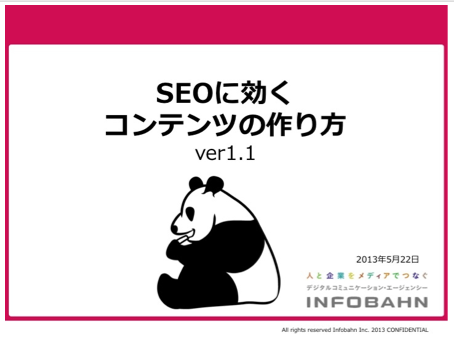 SEOに効く
コンテンツの作り方
ver1.1
2013年5月22日
人と企業をメディアでつなぐ
デジタルコミュニケーション・エージェンシー
INFOBAHN
All rights reserved Infobahn Inc. 2013 CONFIDENTIAL